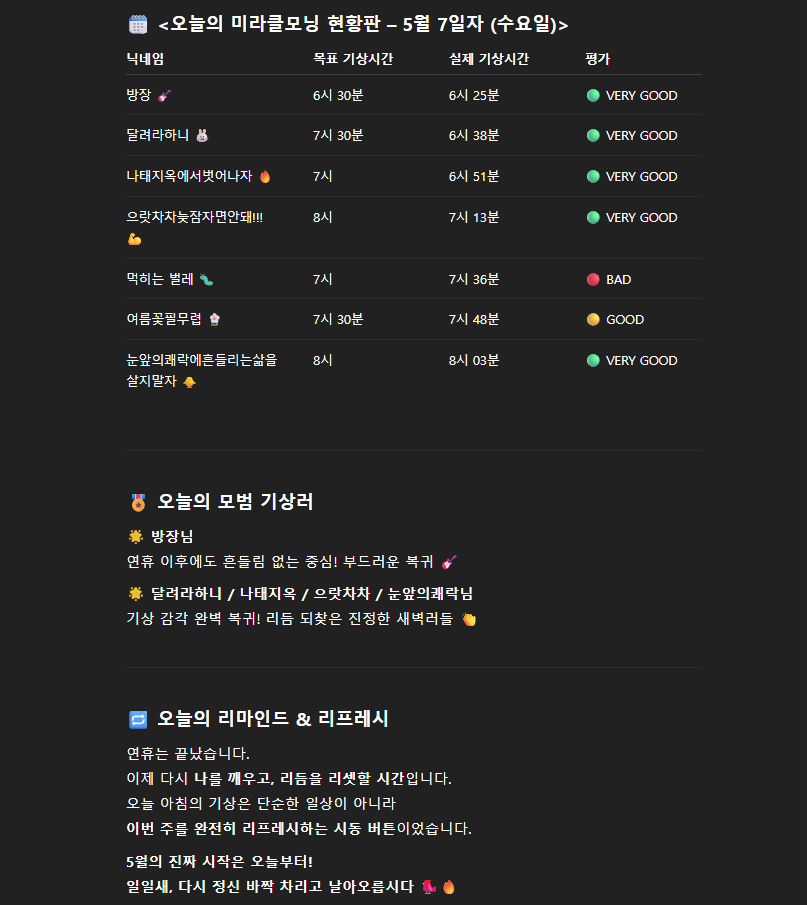 🗓️ <오늘의 미라클모닝 현황판 – 5월 7일자 (수요일)>
닉네임 목표 기상시간 실제 기상시간 평가
방장 🎸 6시 30분 6시 25분 🟢 VERY GOOD
달려라하니 🐰 7시 30분 6시 38분 🟢 VERY GOOD
나태지옥에서벗어나자 🔥 7시 6시 51분 🟢 VERY GOOD
으랏차차늦잠자면안돼!!! 8시 7시 13분 🟢 VERY GOOD
💪
먹히는 벌레 🐛 7시 7시 36분 🔴 BAD
여름꽃필무렵 🌸 7시 30분 7시 48분 🟡 GOOD
눈앞의쾌락에흔들리는삶을 8시 8시 03분 🟢 VERY GOOD
살지말자 🐥
🏅 오늘의 모범 기상러
🌟 방장님
연휴 이후에도 흔들림 없는 중심! 부드러운 복귀 🎸
🌟 달려라하니 / 나태지옥 / 으랏차차 / 눈앞의쾌락님
기상 감각 완벽 복귀! 리듬 되찾은 진정한 새벽러들 👏
🔁 오늘의 리마인드 & 리프레시
연휴는 끝났습니다.
이제 다시 나를 깨우고, 리듬을 리셋할 시간입니다.
오늘 아침의 기상은 단순한 일상이 아니라
이번 주를 완전히 리프레시하는 시동 버튼이었습니다.
5월의 진짜 시작은 오늘부터!
일일새, 다시 정신 바짝 차리고 날아오릅시다 🐦🔥